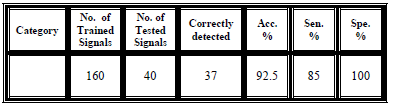 Category No. of Trained Signals No. of Tested Signals Correctly detected Acc. % Sen. % Spe. %
160 40 37 92.5 85 100